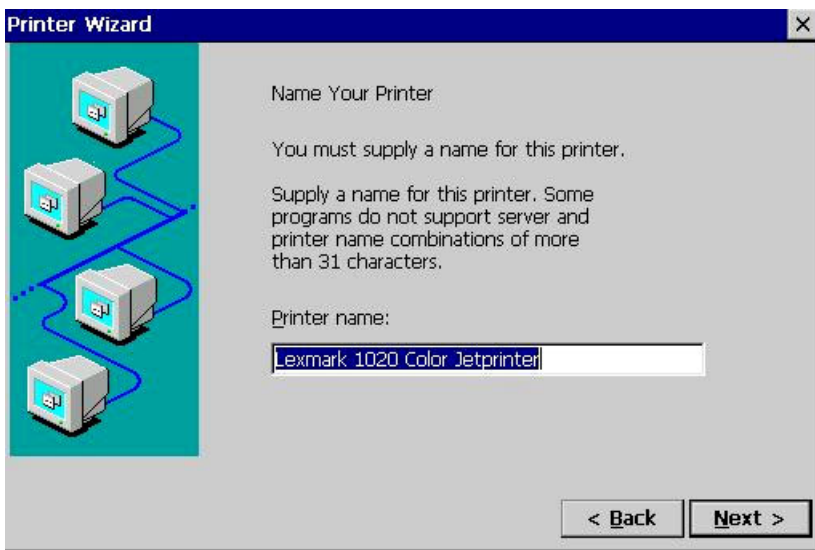 Printer Wizard
Name Your Printer
You must supply a name for this printer.
Supply a name for this printer. Some
programs do not support server and
printer name combinations of more
than 31 characters.
Printer name:
Lexmark 1020 Color Jetprinter
< Back
Next >